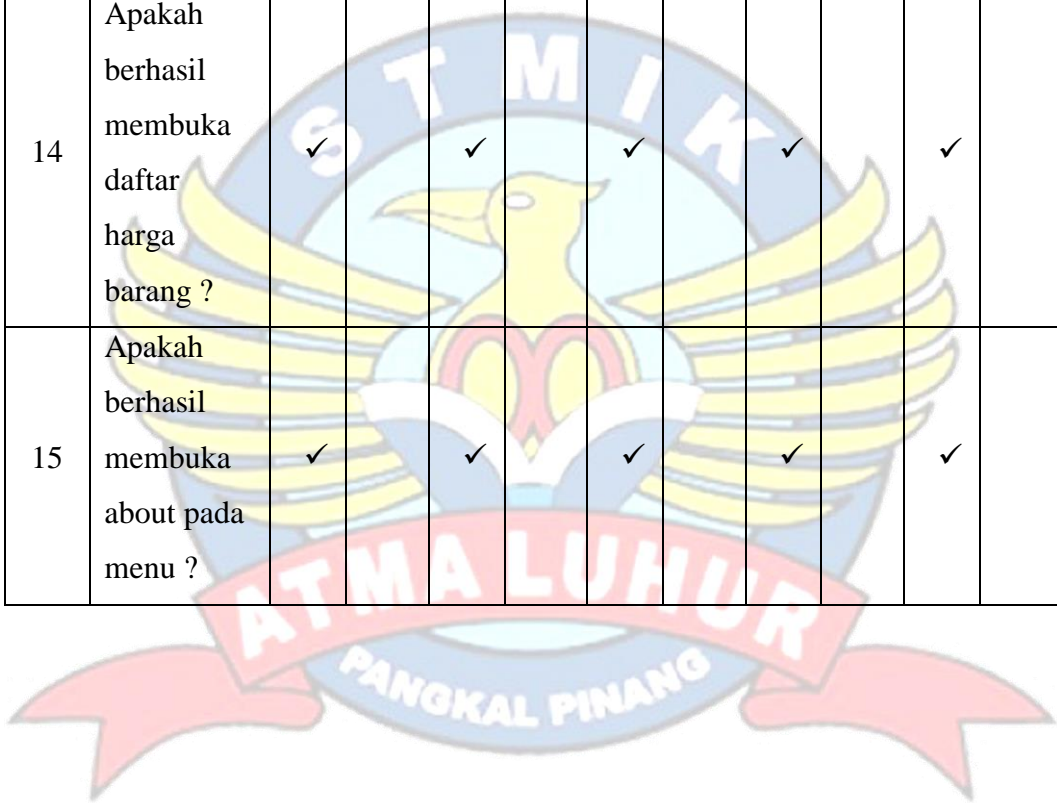 Apakah
berhasil
membuka
14 ✓ ✓ ✓ ✓ ✓
daftar
harga
barang ?
Apakah
berhasil
15 membuka ✓ ✓ ✓ ✓ ✓
about pada
menu ?
STMIK
ATMA LUHUR
PANGKAL PINANG